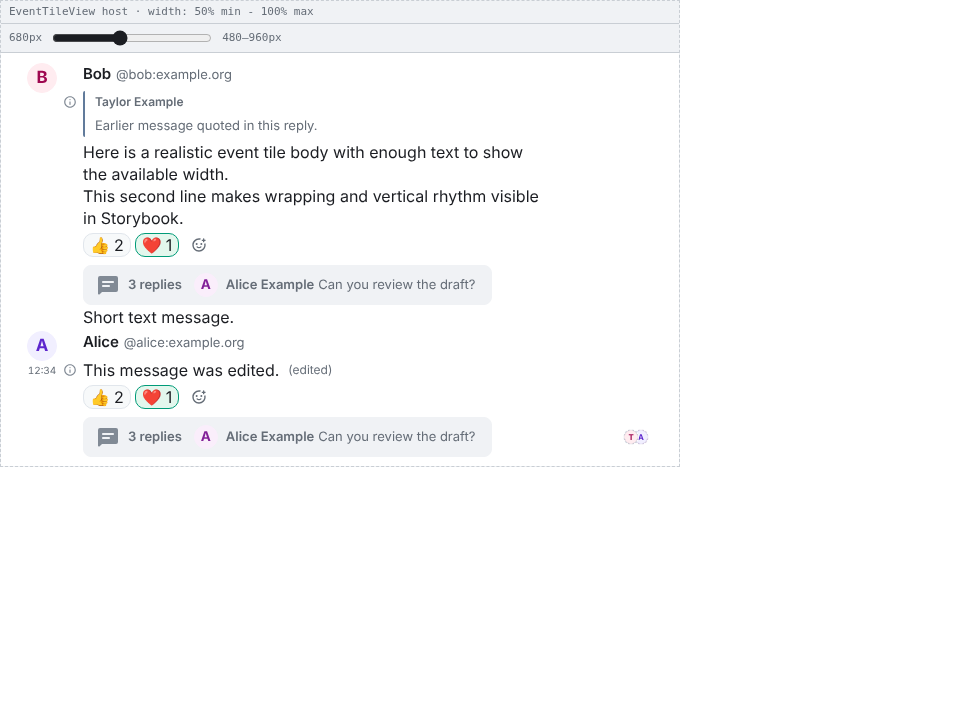 EventTileView host · width: 50% min - 100% max
680px 480–960px
B Bob @bob:example.org
Taylor Example
Earlier message quoted in this reply.
Here is a realistic event tile body with enough text to show
the available width.
This second line makes wrapping and vertical rhythm visible
in Storybook.
👍 2 ❤️ 1
3 replies A Alice Example Can you review the draft?
Short text message.
A Alice @alice:example.org
12:34 This message was edited. (edited)
👍 2 ❤️ 1
3 replies A Alice Example Can you review the draft? T A